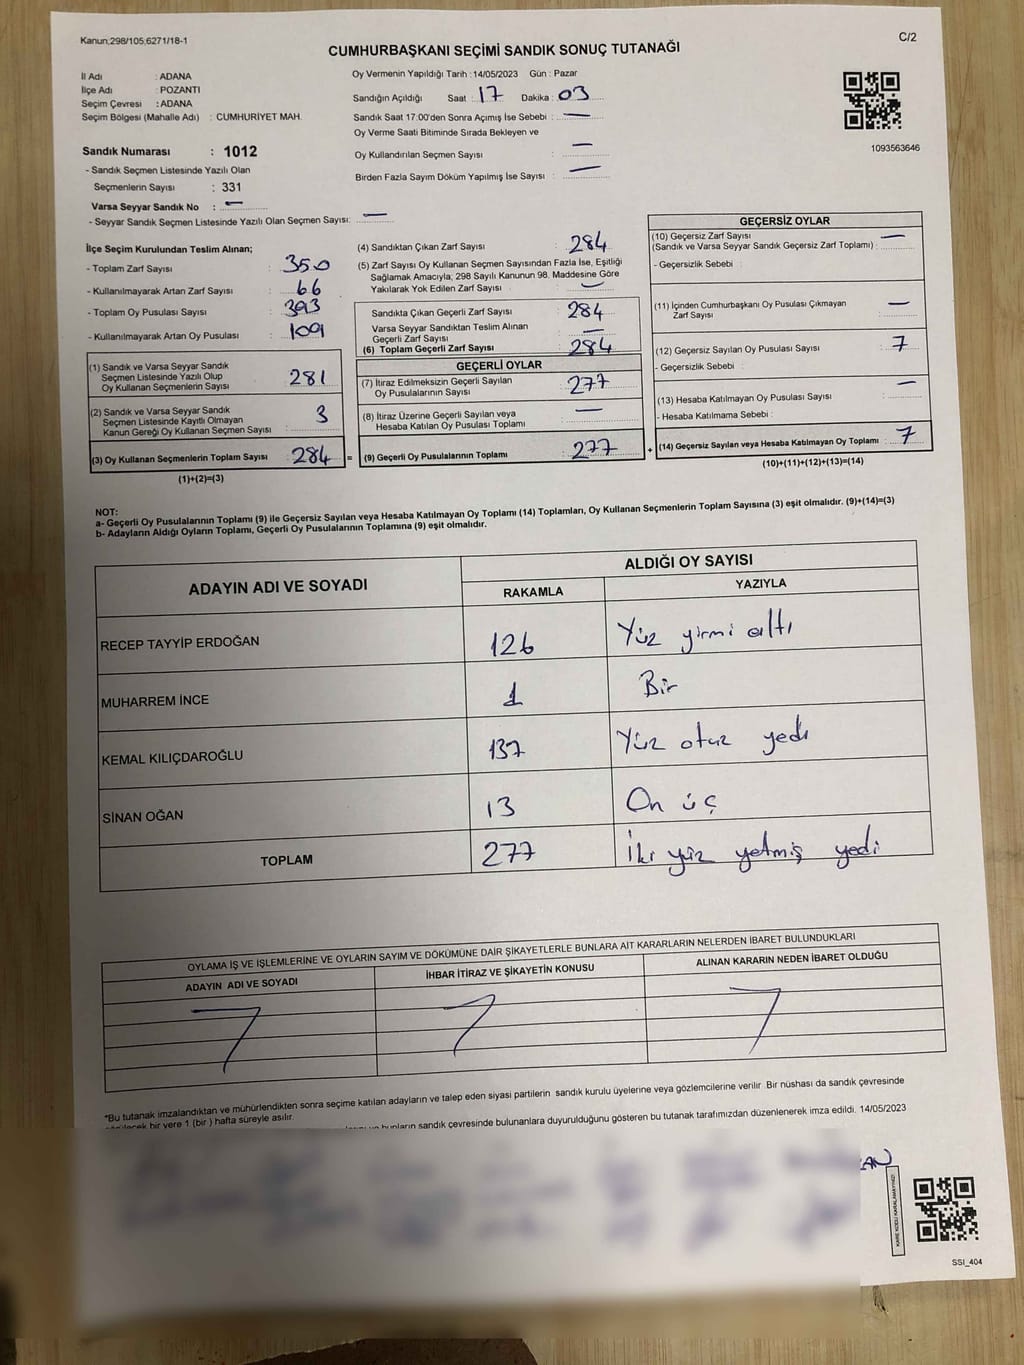 Kanun;298/105;6271/18-1
C/2
CUMHURBAŞKANI SEÇİMİ SANDIK SONUÇ TUTANAĞI
İl Adı : ADANA
İlçe Adı : POZANTI
Seçim Çevresi : ADANA
Seçim Bölgesi (Mahalle Adı) : CUMHURİYET MAH.
Sandık Numarası : 1012
- Sandık Seçmen Listesinde Yazılı Olan
Seçmenlerin Sayısı : 331
Varsa Seyyar Sandık No : —
- Seyyar Sandık Seçmen Listesinde Yazılı Olan Seçmen Sayısı: —
Oy Vermenin Yapıldığı Tarih : 14/05/2023 Gün : Pazar
Sandığın Açıldığı Saat : 17 Dakika : 03
Sandık Saat 17:00'den Sonra Açımış İse Sebebi : —
Oy Verme Saati Bitiminde Sırada Bekleyen ve
Oy Kullandırılan Seçmen Sayısı : —
Birden Fazla Sayım Döküm Yapılmış İse Sayısı : —
1093563646
İlçe Seçim Kurulundan Teslim Alınan;
- Toplam Zarf Sayısı : 350
- Kullanılmayarak Artan Zarf Sayısı : 66
- Toplam Oy Pusulası Sayısı : 393
- Kullanılmayarak Artan Oy Pusulası : 109
(1) Sandık ve Varsa Seyyar Sandık
Seçmen Listesinde Yazılı Olup
Oy Kullanan Seçmenlerin Sayısı : 281
(2) Sandık ve Varsa Seyyar Sandık
Seçmen Listesinde Kayıtlı Olmayan
Kanun Gereği Oy Kullanan Seçmen Sayısı : 3
(3) Oy Kullanan Seçmenlerin Toplam Sayısı : 284 =
(1)+(2)=(3)
(4) Sandıktan Çıkan Zarf Sayısı : 284
(5) Zarf Sayısı Oy Kullanan Seçmen Sayısından Fazla İse, Eşitliği
Sağlamak Amacıyla; 298 Sayılı Kanunun 98. Maddesine Göre
Yakılarak Yok Edilen Zarf Sayısı : —
Sandıkta Çıkan Geçerli Zarf Sayısı : 284
Varsa Seyyar Sandıktan Teslim Alınan
Geçerli Zarf Sayısı : —
(6) Toplam Geçerli Zarf Sayısı : 284
GEÇERLİ OYLAR
(7) İtiraz Edilmeksizin Geçerli Sayılan
Oy Pusulalarının Sayısı : 277
(8) İtiraz Üzerine Geçerli Sayılan veya
Hesaba Katılan Oy Pusulası Toplamı : —
(9) Geçerli Oy Pusulalarının Toplamı : 277 +
GEÇERSİZ OYLAR
(10) Geçersiz Zarf Sayısı
(Sandık ve Varsa Seyyar Sandık Geçersiz Zarf Toplamı) : —
- Geçersizlik Sebebi :
(11) İçinden Cumhurbaşkanı Oy Pusulası Çıkmayan
Zarf Sayısı : —
(12) Geçersiz Sayılan Oy Pusulası Sayısı : 7
- Geçersizlik Sebebi :
(13) Hesaba Katılmayan Oy Pusulası Sayısı : —
- Hesaba Katılmama Sebebi :
(14) Geçersiz Sayılan veya Hesaba Katılmayan Oy Toplamı : 7
(10)+(11)+(12)+(13)=(14)
NOT:
a- Geçerli Oy Pusulalarının Toplamı (9) ile Geçersiz Sayılan veya Hesaba Katılmayan Oy Toplamı (14) Toplamları, Oy Kullanan Seçmenlerin Toplam Sayısına (3) eşit olmalıdır. (9)+(14)=(3)
b- Adayların Aldığı Oyların Toplamı, Geçerli Oy Pusulalarının Toplamına (9) eşit olmalıdır.
ADAYIN ADI VE SOYADI
ALDIĞI OY SAYISI
RAKAMLA YAZIYLA
RECEP TAYYİP ERDOĞAN 126 Yüz yirmi altı
MUHARREM İNCE 1 Bir
KEMAL KILIÇDAROĞLU 137 Yüz otuz yedi
SİNAN OĞAN 13 On üç
TOPLAM 277 İki yüz yetmiş yedi
OYLAMA İŞ VE İŞLEMLERİNE VE OYLARIN SAYIM VE DÖKÜMÜNE DAİR ŞİKAYETLERLE BUNLARA AİT KARARLARIN NELERDEN İBARET BULUNDUKLARI
ADAYIN ADI VE SOYADI İHBAR İTİRAZ VE ŞİKAYETİN KONUSU ALINAN KARARIN NEDEN İBARET OLDUĞU
*Bu tutanak imzalandıktan ve mühürlendikten sonra seçime katılan adayların ve talep eden siyasi partilerin sandık kurulu üyelerine veya gözlemcilerine verilir. Bir nüshası da sandık çevresinde
bir yere 1 (bir ) hafta süreyle asılır.
bunların sandık çevresinde bulunanlara duyurulduğunu gösteren bu tutanak tarafımızdan düzenlenerek imza edildi. 14/05/2023
KARE KODU KARALAMAYINIZ!
SSI_404